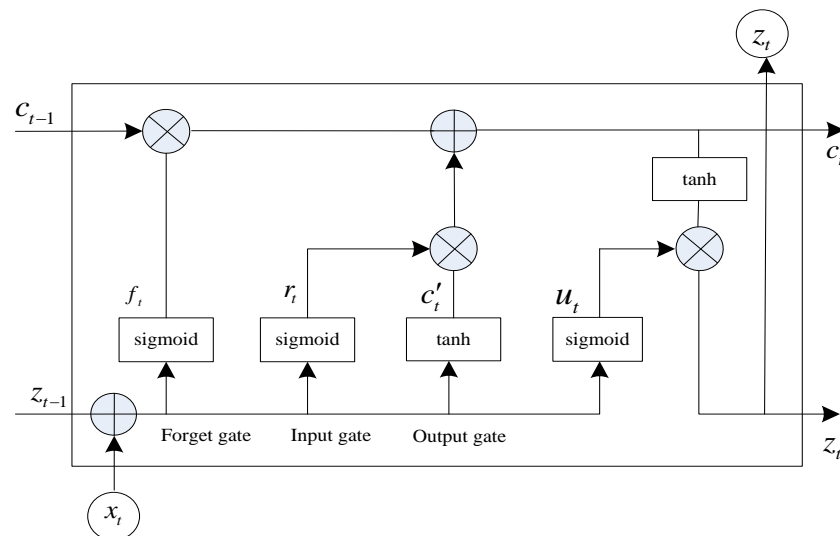 z_t
c_{t-1}
c_t
tanh
f_t
r_t
c'_t
u_t
sigmoid
sigmoid
tanh
sigmoid
z_{t-1}
Forget gate
Input gate
Output gate
z_t
x_t